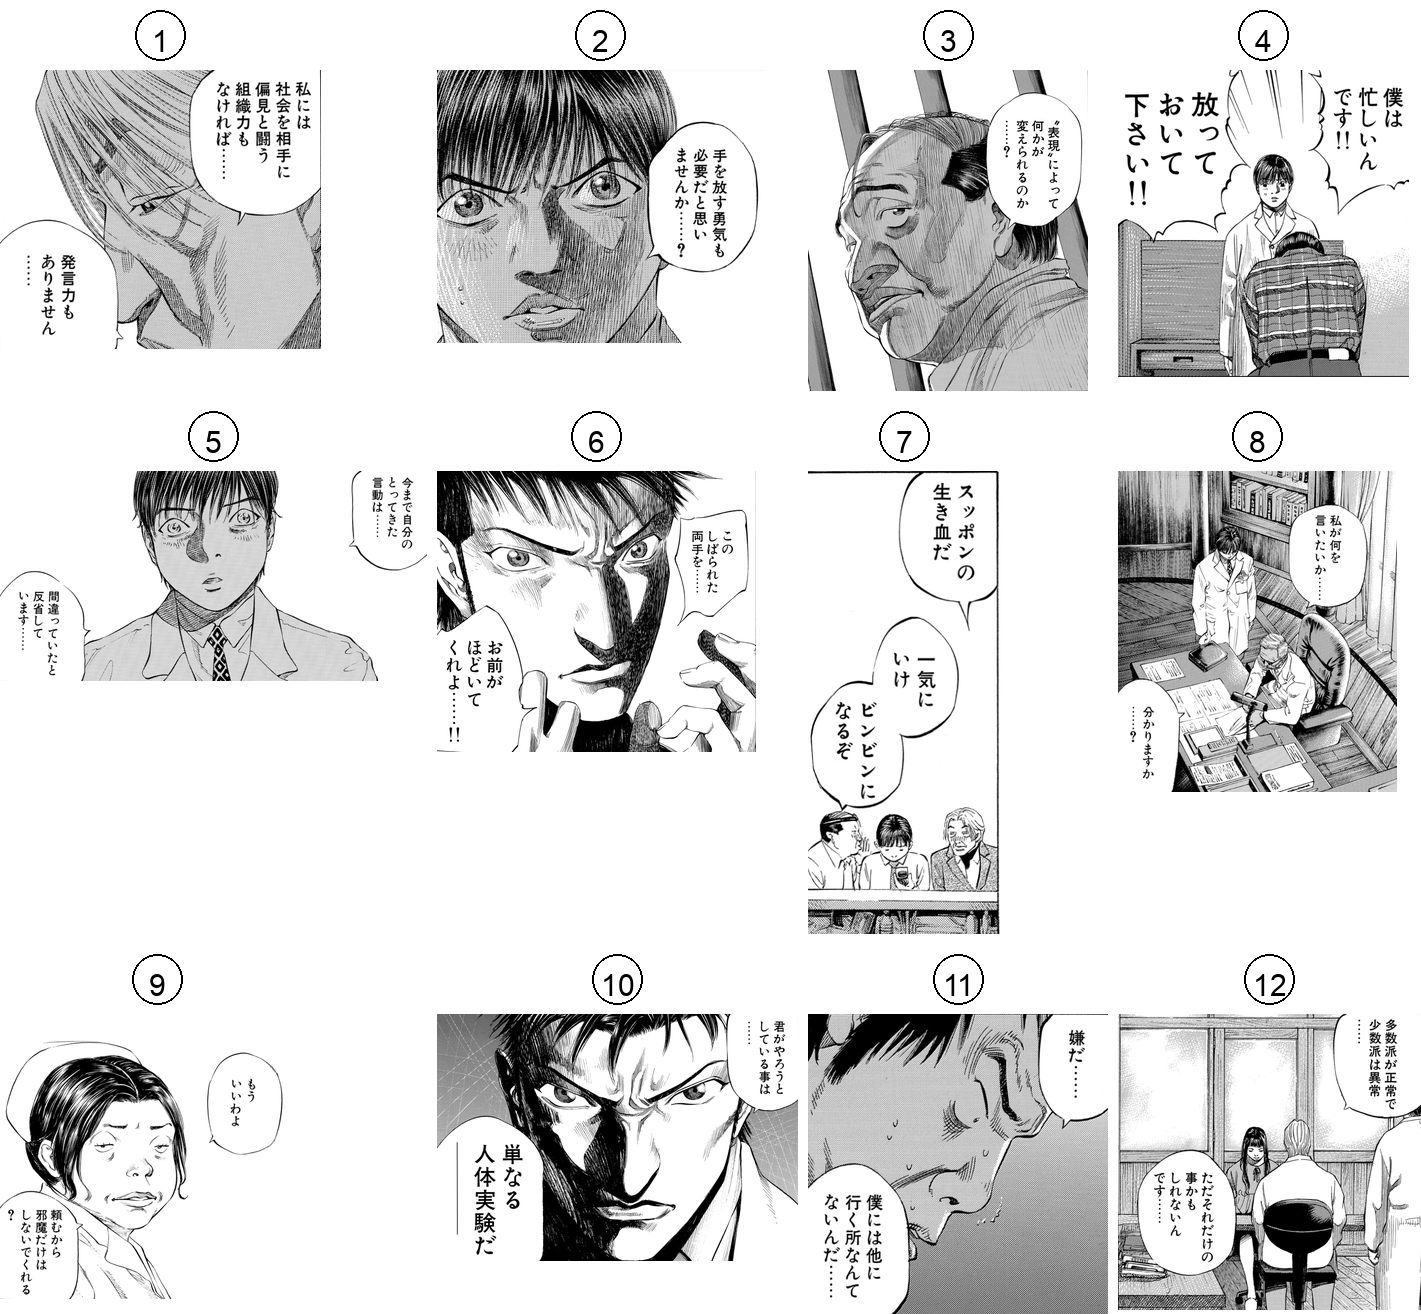 1
私には
社会を相手に
偏見と闘う
組織力も
なければ……
発言力も
ありません
……
2
手を放す勇気も
必要だと思い
ませんか……?
3
"表現"によって
何かが
変えられるのか
……?
4
僕は
忙しいん
です!!
放って
おいて
下さい!!
5
今まで自分の
とってきた
言動は……
間違っていたと
反省して
います……
6
この
しばられた
両手を……
お前が
ほどいて
くれよ……!!
7
スッポンの
生き血だ
一気に
いけ
ビンビンに
なるぞ
8
私が何を
言いたいか……
分かりますか
……?
9
もう
いいわよ
頼むから
邪魔だけは
しないでくれる
?
10
君がやろうと
している事は
……
単なる
人体実験だ
11
嫌だ……
僕には他に
行く所なんて
ないんだ……
12
多数派が正常で
少数派は異常
……
ただそれだけの
事かも
しれないん
です……